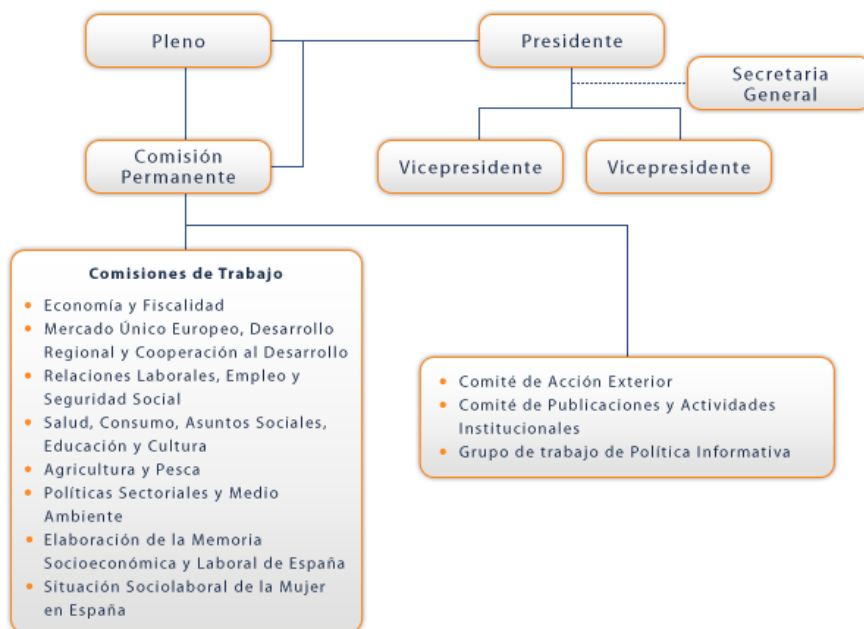 Pleno
Presidente
Secretaria
General
Comisión
Permanente
Vicepresidente
Vicepresidente
Comisiones de Trabajo
Economía y Fiscalidad
Mercado Único Europeo, Desarrollo
Regional y Cooperación al Desarrollo
Relaciones Laborales, Empleo y
Seguridad Social
Salud, Consumo, Asuntos Sociales,
Educación y Cultura
Agricultura y Pesca
Políticas Sectoriales y Medio
Ambiente
Elaboración de la Memoria
Socioeconómica y Laboral de España
Situación Sociolaboral de la Mujer
en España
Comité de Acción Exterior
Comité de Publicaciones y Actividades
Institucionales
Grupo de trabajo de Política Informativa